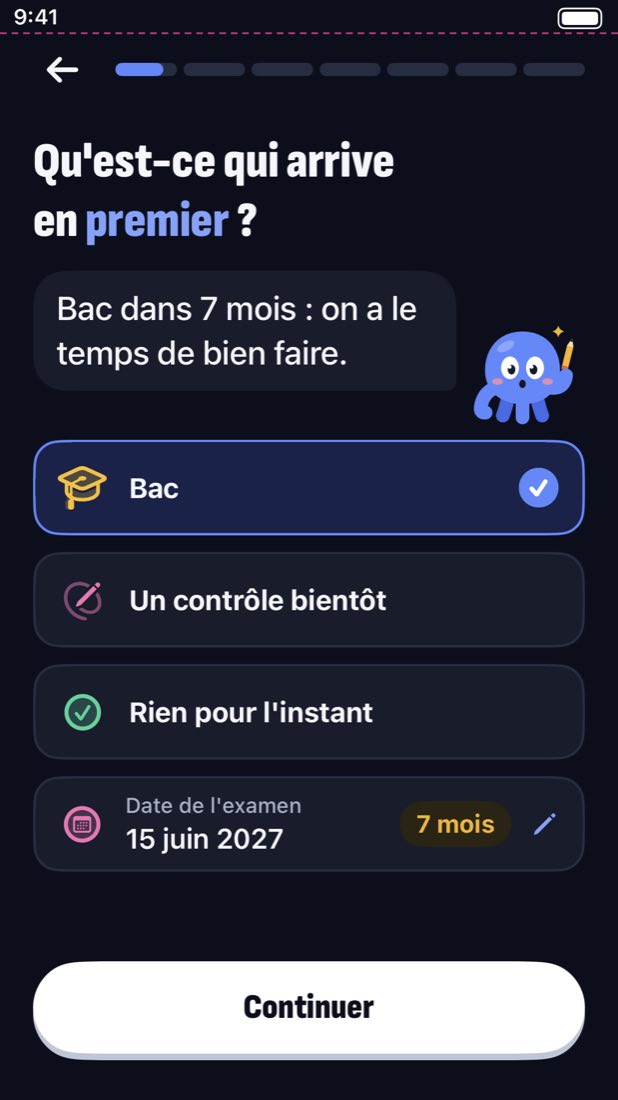 9:41
Qu'est-ce qui arrive
en premier ?
Bac dans 7 mois : on a le
temps de bien faire.
Bac
Un contrôle bientôt
Rien pour l'instant
Date de l'examen
15 juin 2027
7 mois
Continuer